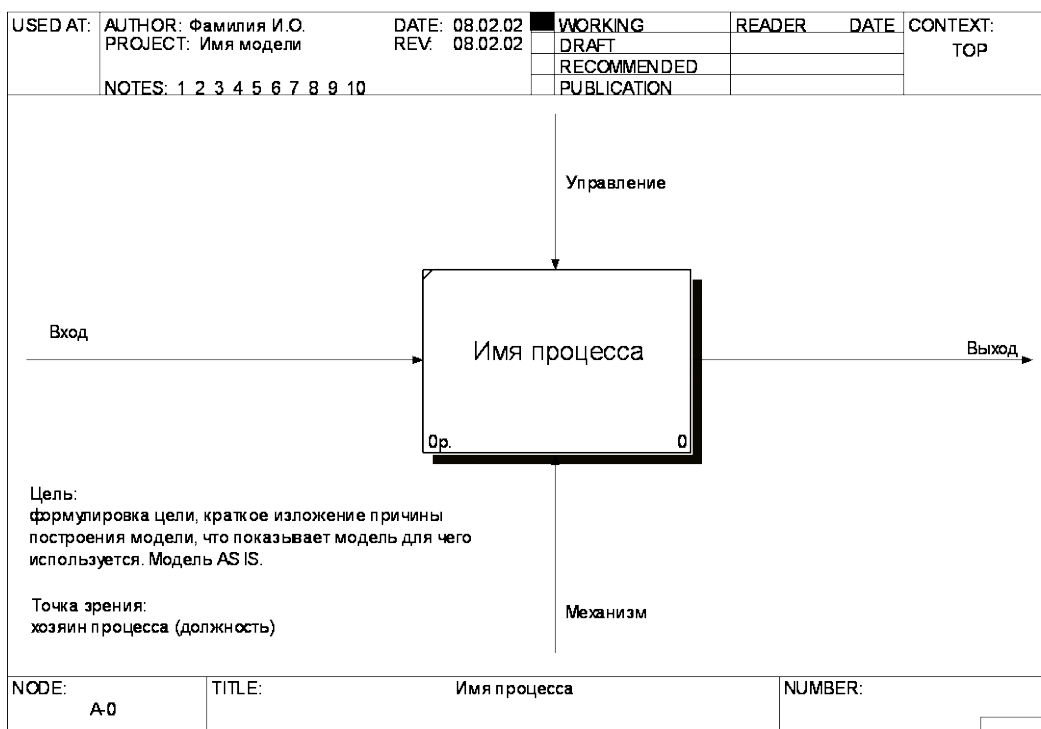 USED AT: AUTHOR: Фамилия И.О. DATE: 08.02.02 WORKING READER DATE CONTEXT:
PROJECT: Имя модели REV: 08.02.02 DRAFT TOP
RECOMMENDED
NOTES: 1 2 3 4 5 6 7 8 9 10 PUBLICATION
Управление
Вход
Имя процесса
Выход
0р. 0
Цель:
формулировка цели, краткое изложение причины
построения модели, что показывает модель для чего
используется. Модель AS IS.
Точка зрения:
хозяин процесса (должность)
Механизм
NODE: TITLE: Имя процесса NUMBER:
A-0